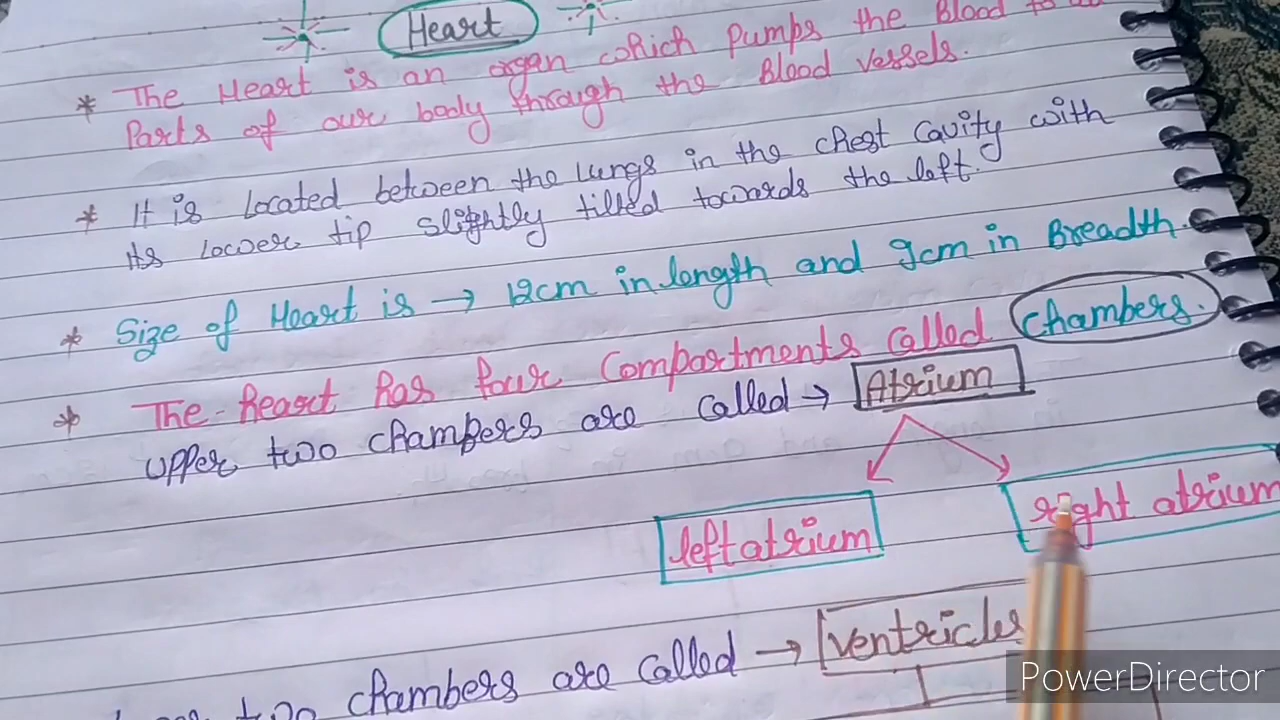 Heart
* The Heart is an organ which Pumps the Blood to
Parts of our body through the Blood vessels.
* It is Located between the Lungs in the chest Cavity with
its Lower tip slightly tilled towards the left.
* Size of Heart is → 12cm in length and 9cm in Breadth.
* The Heart has four Compartments called Chambers.
upper two chambers are called → Atrium
left atrium right atrium
two chambers are called → Ventricles
PowerDirector